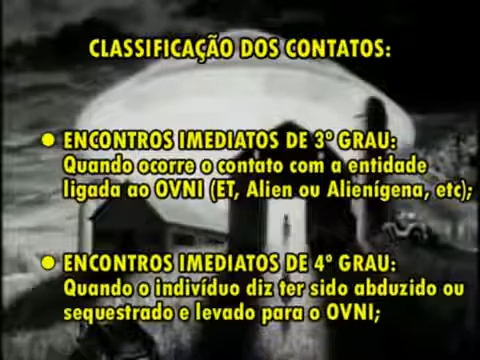 CLASSIFICAÇÃO DOS CONTATOS:
ENCONTROS IMEDIATOS DE 3º GRAU:
Quando ocorre o contato com a entidade
ligada ao OVNI (ET, Alien ou Alienígena, etc);
ENCONTROS IMEDIATOS DE 4º GRAU:
Quando o indivíduo diz ter sido abduzido ou
sequestrado e levado para o OVNI;